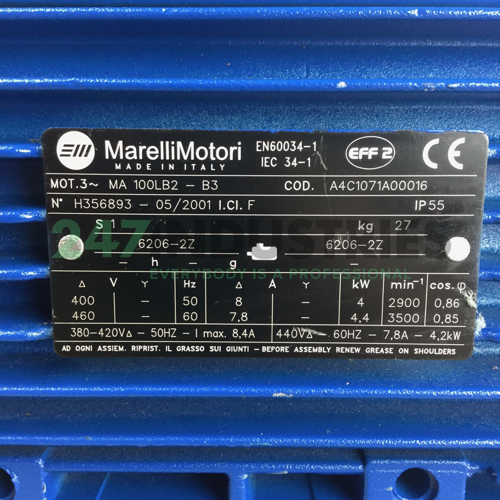 EM MarelliMotori
MADE IN ITALY
EN60034-1
IEC 34-1
EFF 2
CE
MOT.3~ MA 100LB2 - B3 COD. A4C1071A00016
N° H356893 - 05/2001 I.Cl. F IP55
S 1 kg 27
6206-2Z 6206-2Z
- h - g -
247 INDUSTRIES
EVERYBODY IS A PROJECT
Δ V Y Hz Δ A Y kW min⁻¹ cos.φ
400 - 50 8 - 4 2900 0,86
460 - 60 7,8 - 4,4 3500 0,85
380-420VΔ - 50HZ - I max. 8,4A 440VΔ - 60HZ - 7,8A - 4,2kW
AD OGNI ASSIEM. RIPRIST. IL GRASSO SUI GIUNTI - BEFORE ASSEMBLY RENEW GREASE ON SHOULDERS